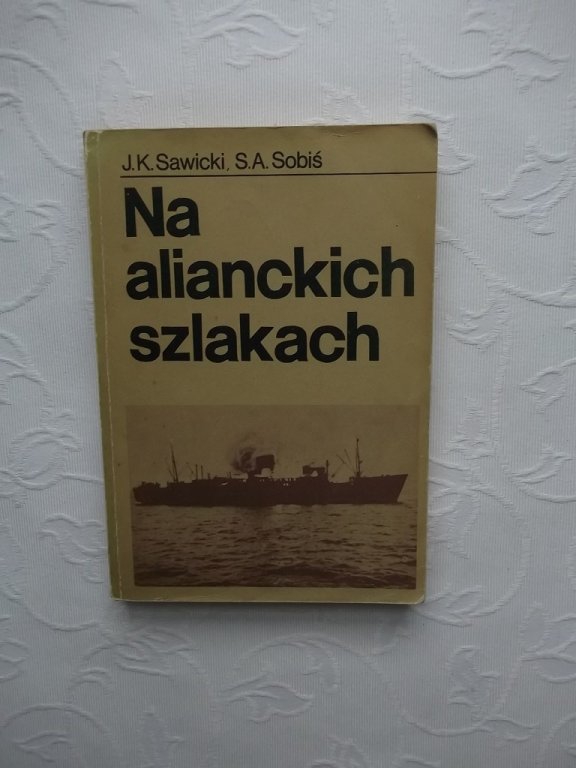 J.K. Sawicki, S.A. Sobiś
Na
alianckich
szlakach